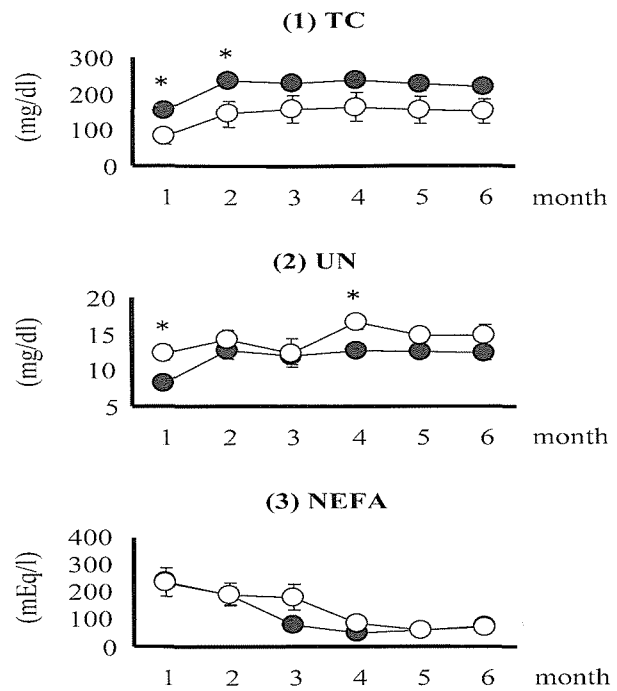 (1) TC
300
200
100
0
(mg/dl)
*
*
1 2 3 4 5 6 month
(2) UN
20
15
10
5
(mg/dl)
*
*
1 2 3 4 5 6 month
(3) NEFA
400
300
200
100
0
(mEq/l)
1 2 3 4 5 6 month